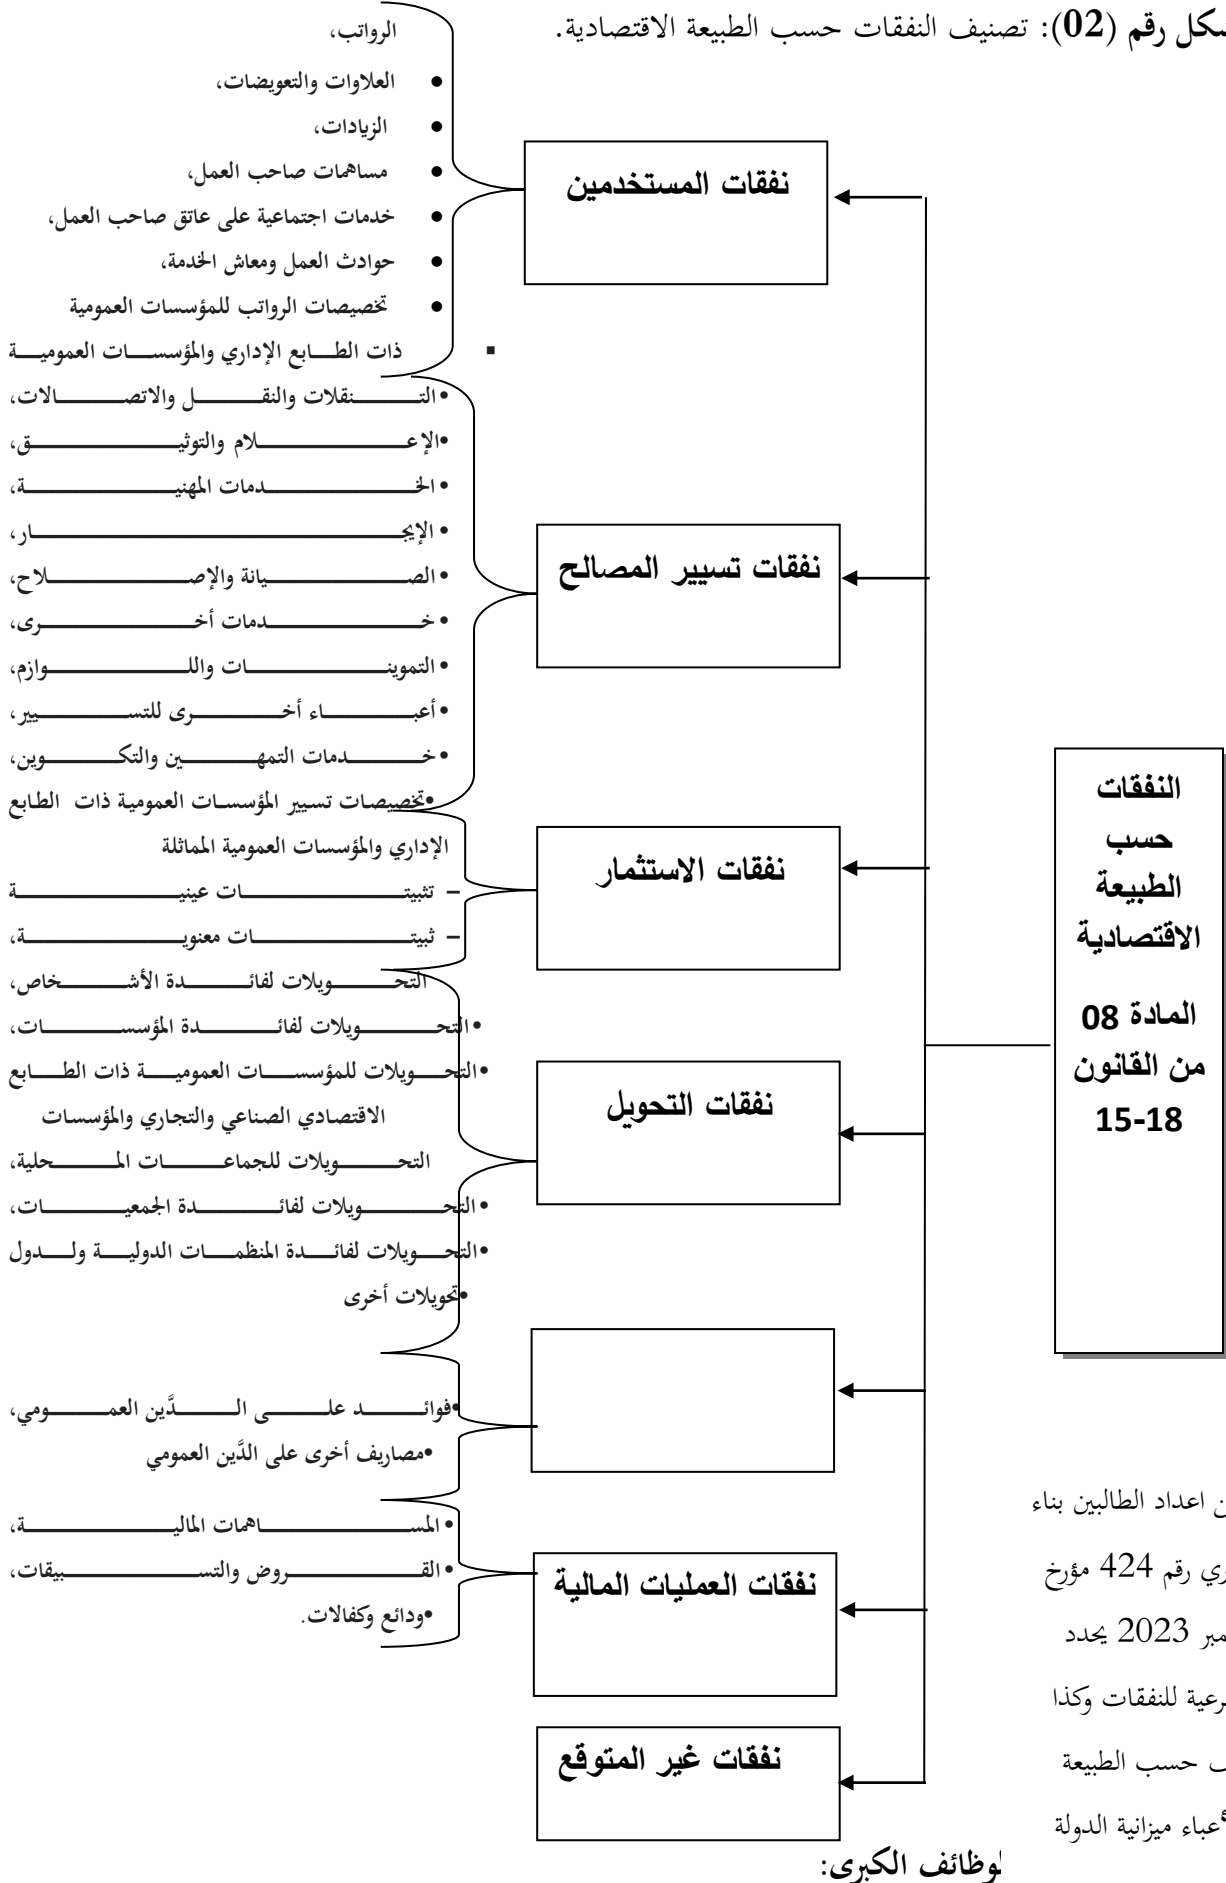 شكل رقم (02): تصنيف النفقات حسب الطبيعة الاقتصادية.
النفقات
حسب
الطبيعة
الاقتصادية
المادة 08
من القانون
15-18
نفقات المستخدمين
الرواتب،
• العلاوات والتعويضات،
• الزيادات،
• مساهمات صاحب العمل،
• خدمات اجتماعية على عاتق صاحب العمل،
• حوادث العمل ومعاش الخدمة،
• تخصيصات الرواتب للمؤسسات العمومية
▪ ذات الطابع الإداري والمؤسسات العمومية
نفقات تسيير المصالح
• التنقلات والنقل والاتصالات،
• الإعلام والتوثيق،
• الخدمات المهنية،
• الإيجار،
• الصيانة والإصلاح،
• خدمات أخرى،
• التموينات واللوازم،
• أعباء أخرى للتسيير،
• خدمات التمهين والتكوين،
•تخصيصات تسيير المؤسسات العمومية ذات الطابع
الإداري والمؤسسات العمومية المماثلة
نفقات الاستثمار
– تثبيتات عينية
– ثبيتات معنوية،
نفقات التحويل
التحويلات لفائدة الأشخاص،
• التحويلات لفائدة المؤسسات،
• التحويلات للمؤسسات العمومية ذات الطابع
الاقتصادي الصناعي والتجاري والمؤسسات
التحويلات للجماعات المحلية،
• التحويلات لفائدة الجمعيات،
• التحويلات لفائدة المنظمات الدولية ولدول
•تحويلات أخرى
•فوائد على الدَّين العمومي،
•مصاريف أخرى على الدَّين العمومي
نفقات العمليات المالية
• المساهمات المالية،
• القروض والتسبيقات،
•ودائع وكفالات.
نفقات غير المتوقع
ن اعداد الطالبين بناء
ري رقم 424 مؤرخ
مبر 2023 يحدد
رعية للنفقات وكذا
ف حسب الطبيعة
أعباء ميزانية الدولة
لوظائف الكبرى: